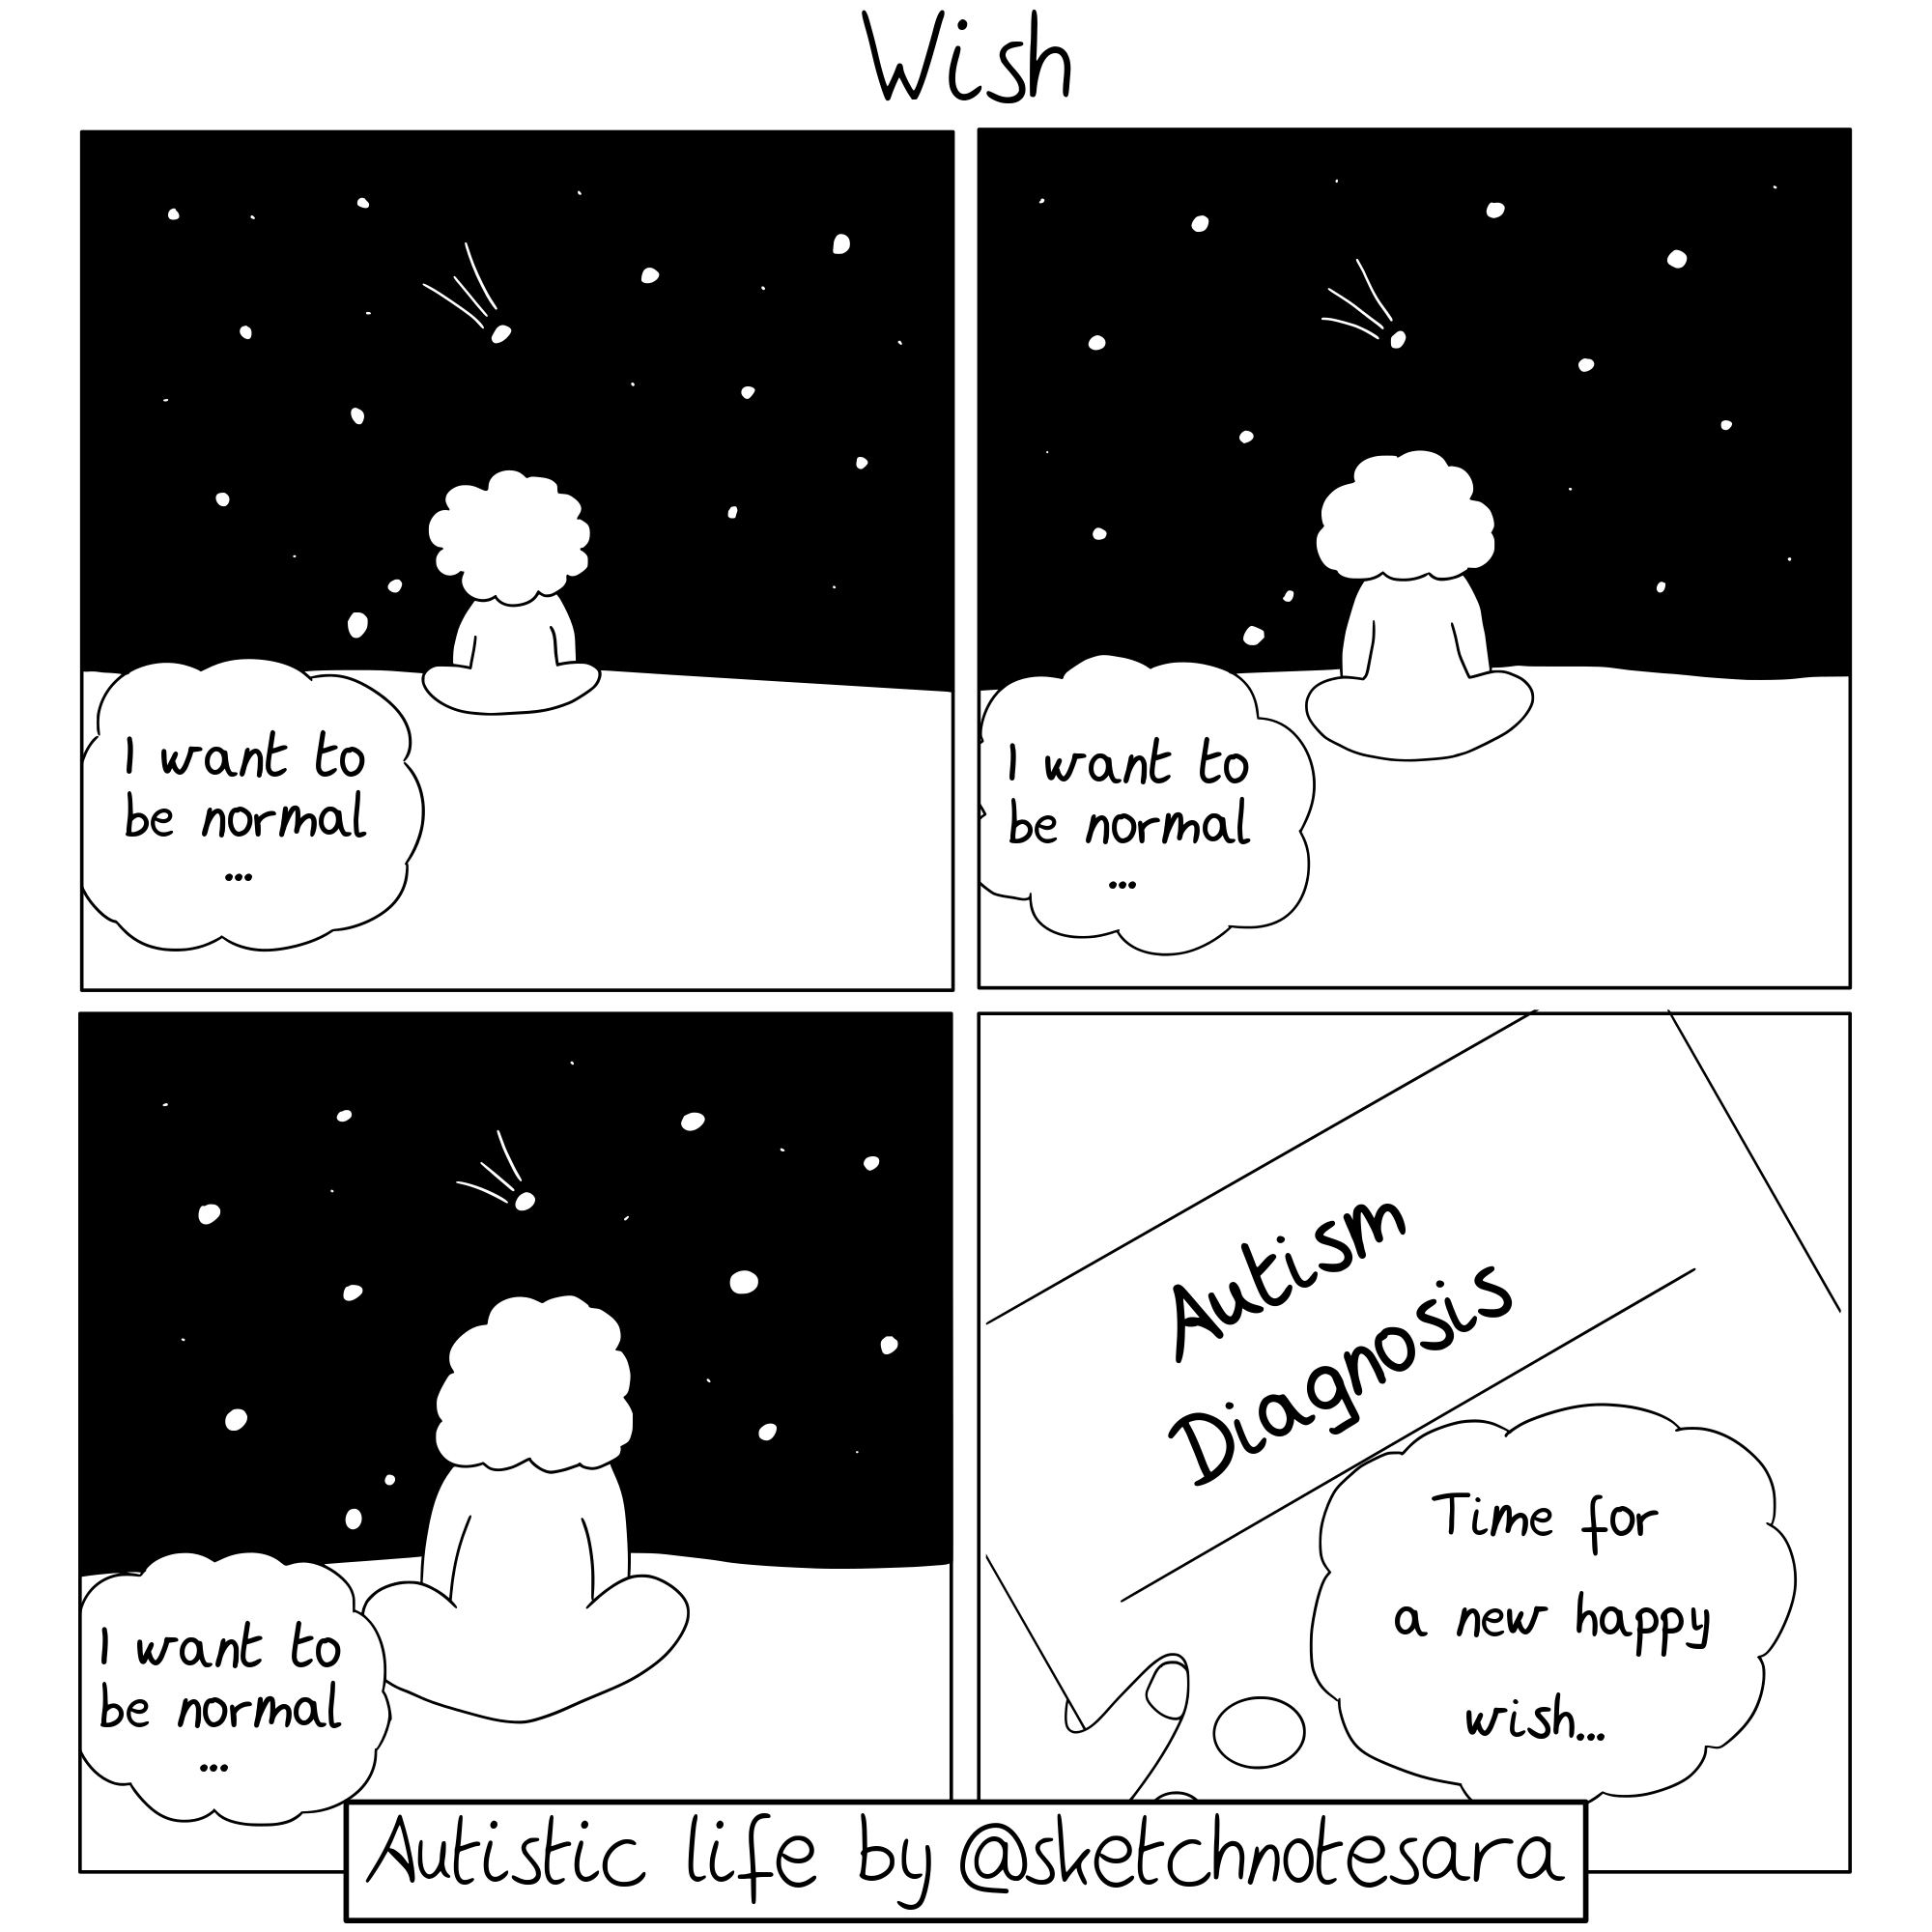 Wish
I want to
be normal
...
I want to
be normal
...
I want to
be normal
...
Autism
Diagnosis
Time for
a new happy
wish...
Autistic life by @sketchnotesara